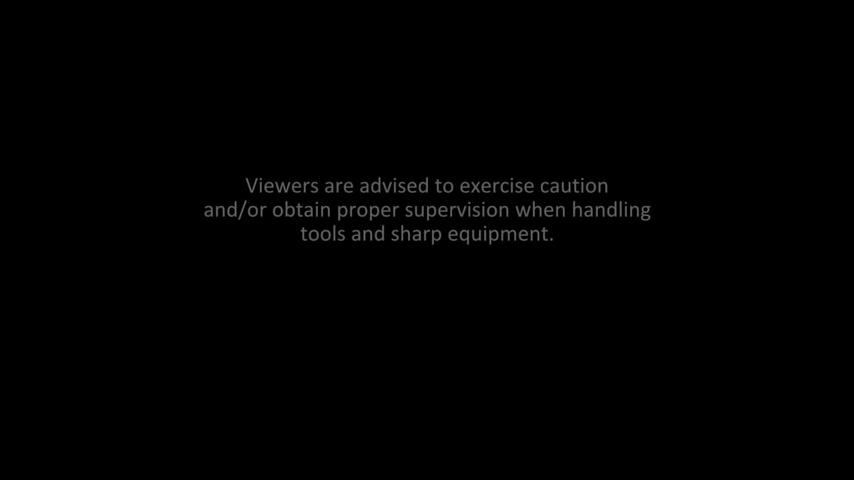 Viewers are advised to exercise caution
and/or obtain proper supervision when handling
tools and sharp equipment.